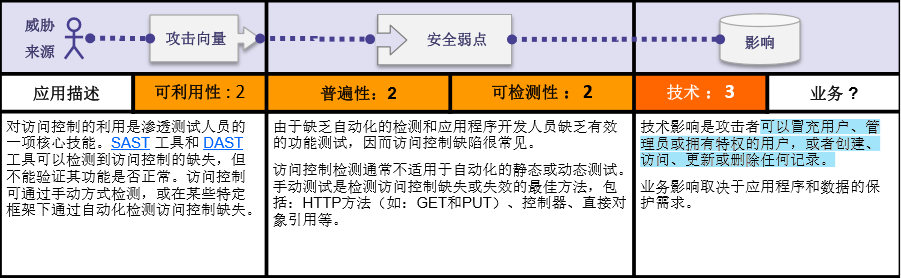 威胁
来源
攻击向量
安全弱点
影响
应用描述
可利用性：2
普遍性：2
可检测性：2
技术：3
业务？
对访问控制的利用是渗透测试人员的
一项核心技能。SAST 工具和 DAST
工具可以检测到访问控制的缺失，但
不能验证其功能是否正常。访问控制
可通过手动方式检测，或在某些特定
框架下通过自动化检测访问控制缺失。
由于缺乏自动化的检测和应用程序开发人员缺乏有效
的功能测试，因而访问控制缺陷很常见。
访问控制检测通常不适用于自动化的静态或动态测试。
手动测试是检测访问控制缺失或失效的最佳方法，包
括：HTTP方法（如：GET和PUT）、控制器、直接对
象引用等。
技术影响是攻击者可以冒充用户、管
理员或拥有特权的用户，或者创建、
访问、更新或删除任何记录。
业务影响取决于应用程序和数据的保
护需求。